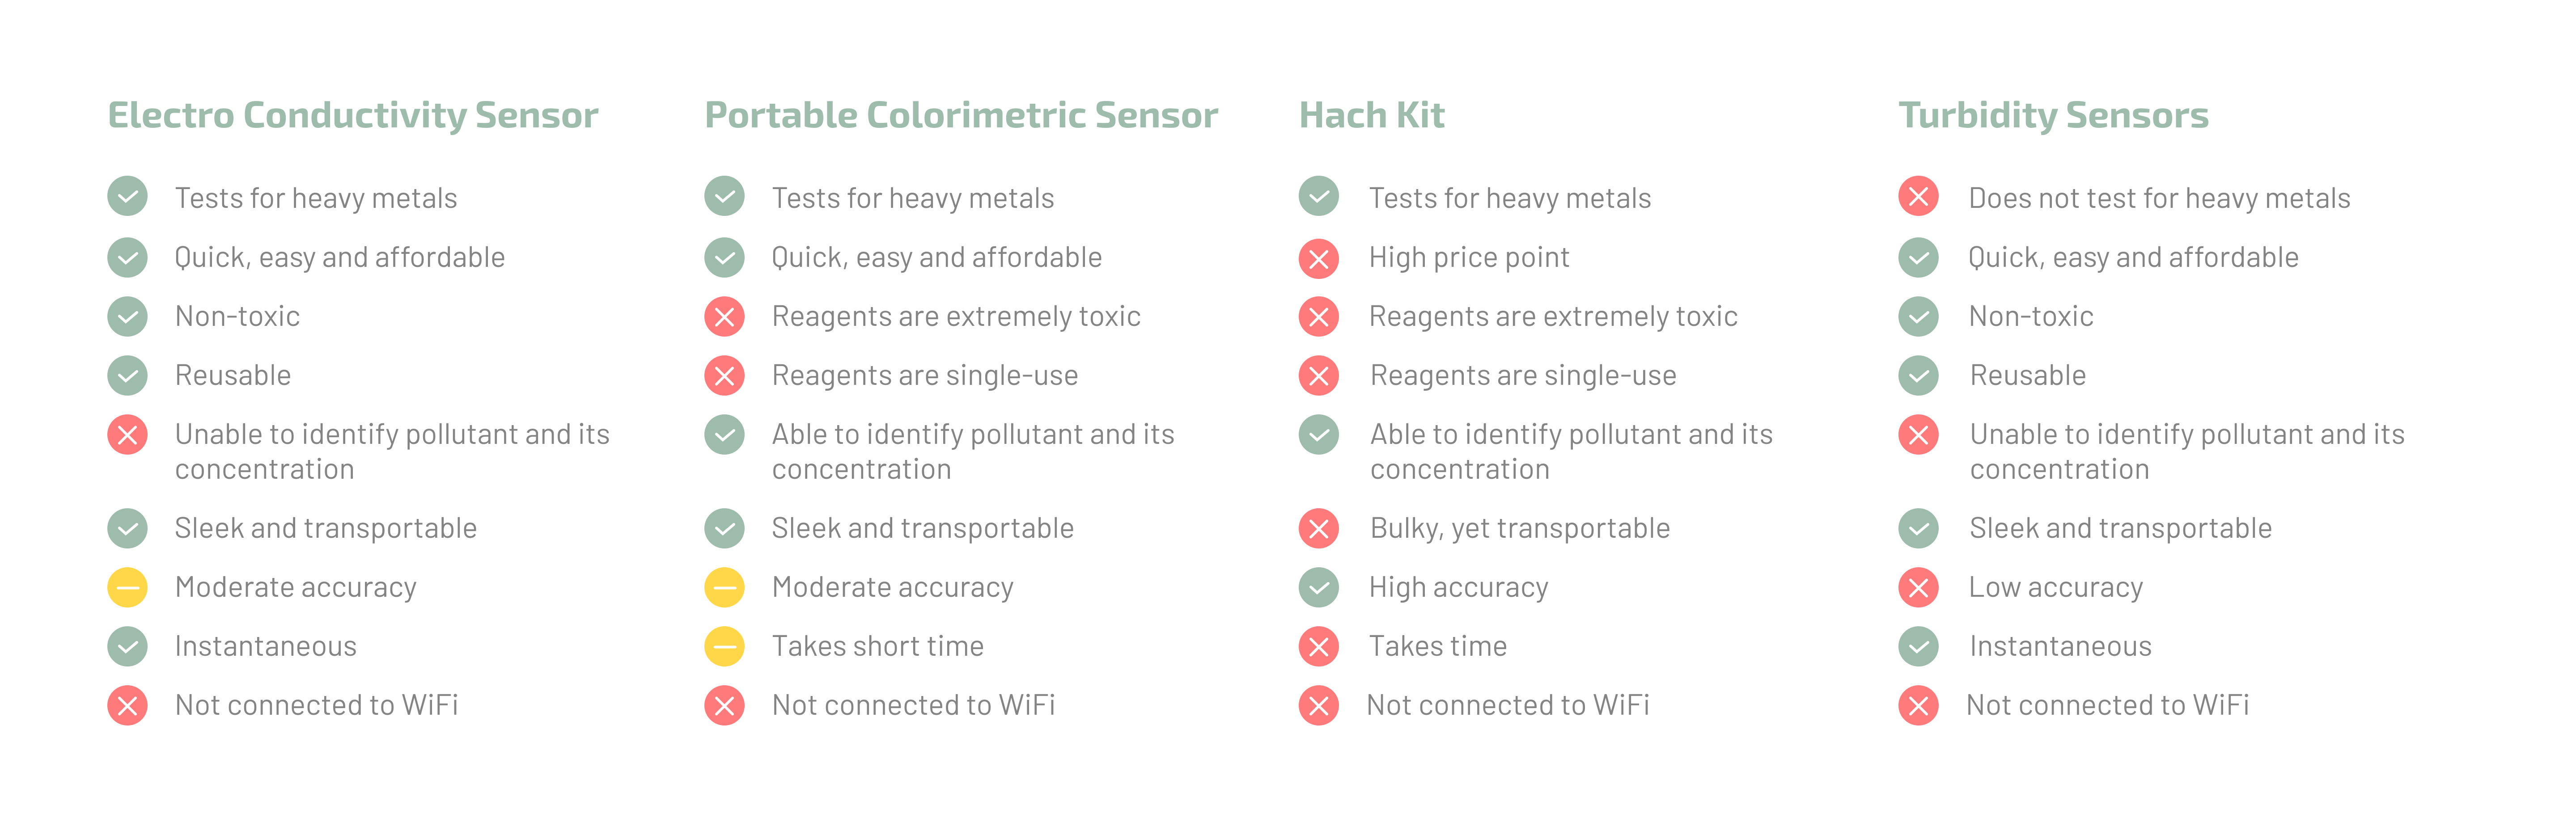 Electro Conductivity Sensor
Tests for heavy metals
Quick, easy and affordable
Non-toxic
Reusable
Unable to identify pollutant and its
concentration
Sleek and transportable
Moderate accuracy
Instantaneous
Not connected to WiFi
Portable Colorimetric Sensor
Tests for heavy metals
Quick, easy and affordable
Reagents are extremely toxic
Reagents are single-use
Able to identify pollutant and its
concentration
Sleek and transportable
Moderate accuracy
Takes short time
Not connected to WiFi
Hach Kit
Tests for heavy metals
High price point
Reagents are extremely toxic
Reagents are single-use
Able to identify pollutant and its
concentration
Bulky, yet transportable
High accuracy
Takes time
Not connected to WiFi
Turbidity Sensors
Does not test for heavy metals
Quick, easy and affordable
Non-toxic
Reusable
Unable to identify pollutant and its
concentration
Sleek and transportable
Low accuracy
Instantaneous
Not connected to WiFi